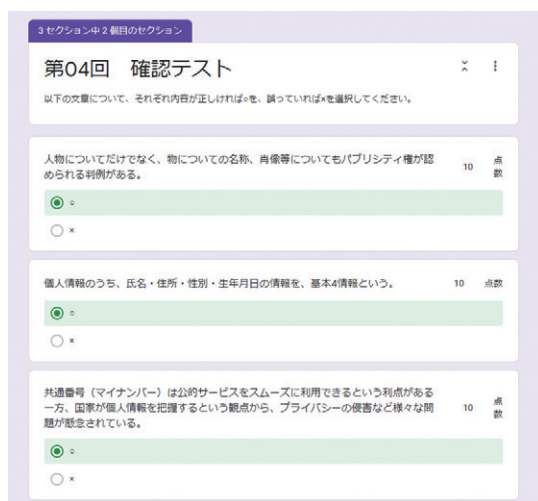 3 セクション中 2 個目のセクション
第04回　確認テスト
以下の文章について、それぞれ内容が正しければ○を、誤っていれば×を選択してください。
人物についてだけでなく、物についての名称、肖像等についてもパブリシティ権が認
められる判例がある。
10
点
数
○
×
個人情報のうち、氏名・住所・性別・生年月日の情報を、基本4情報という。
10 点数
○
×
共通番号（マイナンバー）は公的サービスをスムーズに利用できるという利点がある
一方、国家が個人情報を把握するという観点から、プライバシーの侵害など様々な問
題が懸念されている。
10
点
数
○
×